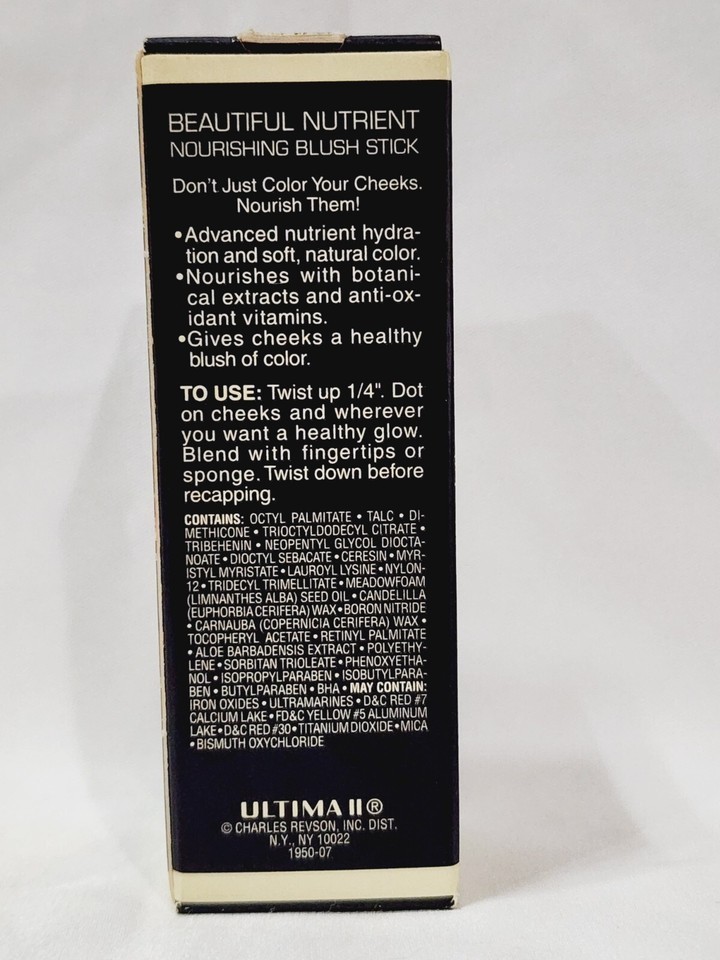 BEAUTIFUL NUTRIENT
NOURISHING BLUSH STICK
Don't Just Color Your Cheeks.
Nourish Them!
•Advanced nutrient hydra-
tion and soft, natural color.
•Nourishes with botani-
cal extracts and anti-ox-
idant vitamins.
•Gives cheeks a healthy
blush of color.
TO USE: Twist up 1/4". Dot
on cheeks and wherever
you want a healthy glow.
Blend with fingertips or
sponge. Twist down before
recapping.
CONTAINS: OCTYL PALMITATE • TALC • DI-
METHICONE • TRIOCTYLDODECYL CITRATE •
TRIBEHENIN • NEOPENTYL GLYCOL DIOCTA-
NOATE • DIOCTYL SEBACATE • CERESIN • MYR-
ISTYL MYRISTATE • LAUROYL LYSINE • NYLON-
12 • TRIDECYL TRIMELLITATE • MEADOWFOAM
(LIMNANTHES ALBA) SEED OIL • CANDELILLA
(EUPHORBIA CERIFERA) WAX • BORON NITRIDE
• CARNAUBA (COPERNICIA CERIFERA) WAX •
TOCOPHERYL ACETATE • RETINYL PALMITATE
• ALOE BARBADENSIS EXTRACT • POLYETHY-
LENE • SORBITAN TRIOLEATE • PHENOXYETHA-
NOL • ISOPROPYLPARABEN • ISOBUTYLPARA-
BEN • BUTYLPARABEN • BHA • MAY CONTAIN:
IRON OXIDES • ULTRAMARINES • D&C RED #7
CALCIUM LAKE • FD&C YELLOW #5 ALUMINUM
LAKE • D&C RED #30 • TITANIUM DIOXIDE • MICA
• BISMUTH OXYCHLORIDE
ULTIMA II®
© CHARLES REVSON, INC. DIST.
N.Y., NY 10022
1950-07